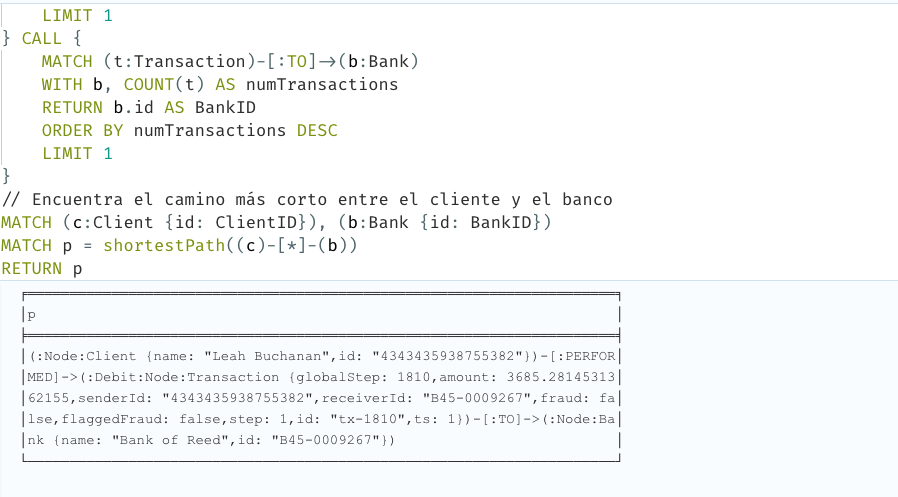 LIMIT 1
} CALL {
MATCH (t:Transaction)-[:TO]->(b:Bank)
WITH b, COUNT(t) AS numTransactions
RETURN b.id AS BankID
ORDER BY numTransactions DESC
LIMIT 1
}
// Encuentra el camino más corto entre el cliente y el banco
MATCH (c:Client {id: ClientID}), (b:Bank {id: BankID})
MATCH p = shortestPath((c)-[*]-(b))
RETURN p
p
(:Node:Client {name: "Leah Buchanan",id: "4343435938755382"})-[:PERFOR
MED]->(:Debit:Node:Transaction {globalStep: 1810,amount: 3685.28145313
62155,senderId: "4343435938755382",receiverId: "B45-0009267",fraud: fa
lse,flaggedFraud: false,step: 1,id: "tx-1810",ts: 1})-[:TO]->(:Node:Ba
nk {name: "Bank of Reed",id: "B45-0009267"})